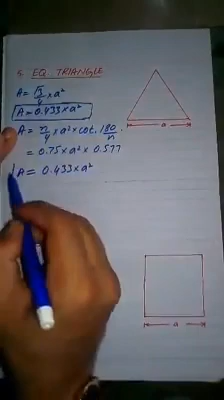 5. EQ. TRIANGLE
A = √3/4 × a²
A = 0.433 × a²
A = n/4 × a² × cot. 180/n.
= 0.75 × a² × 0.577
A = 0.433 × a²
a
a